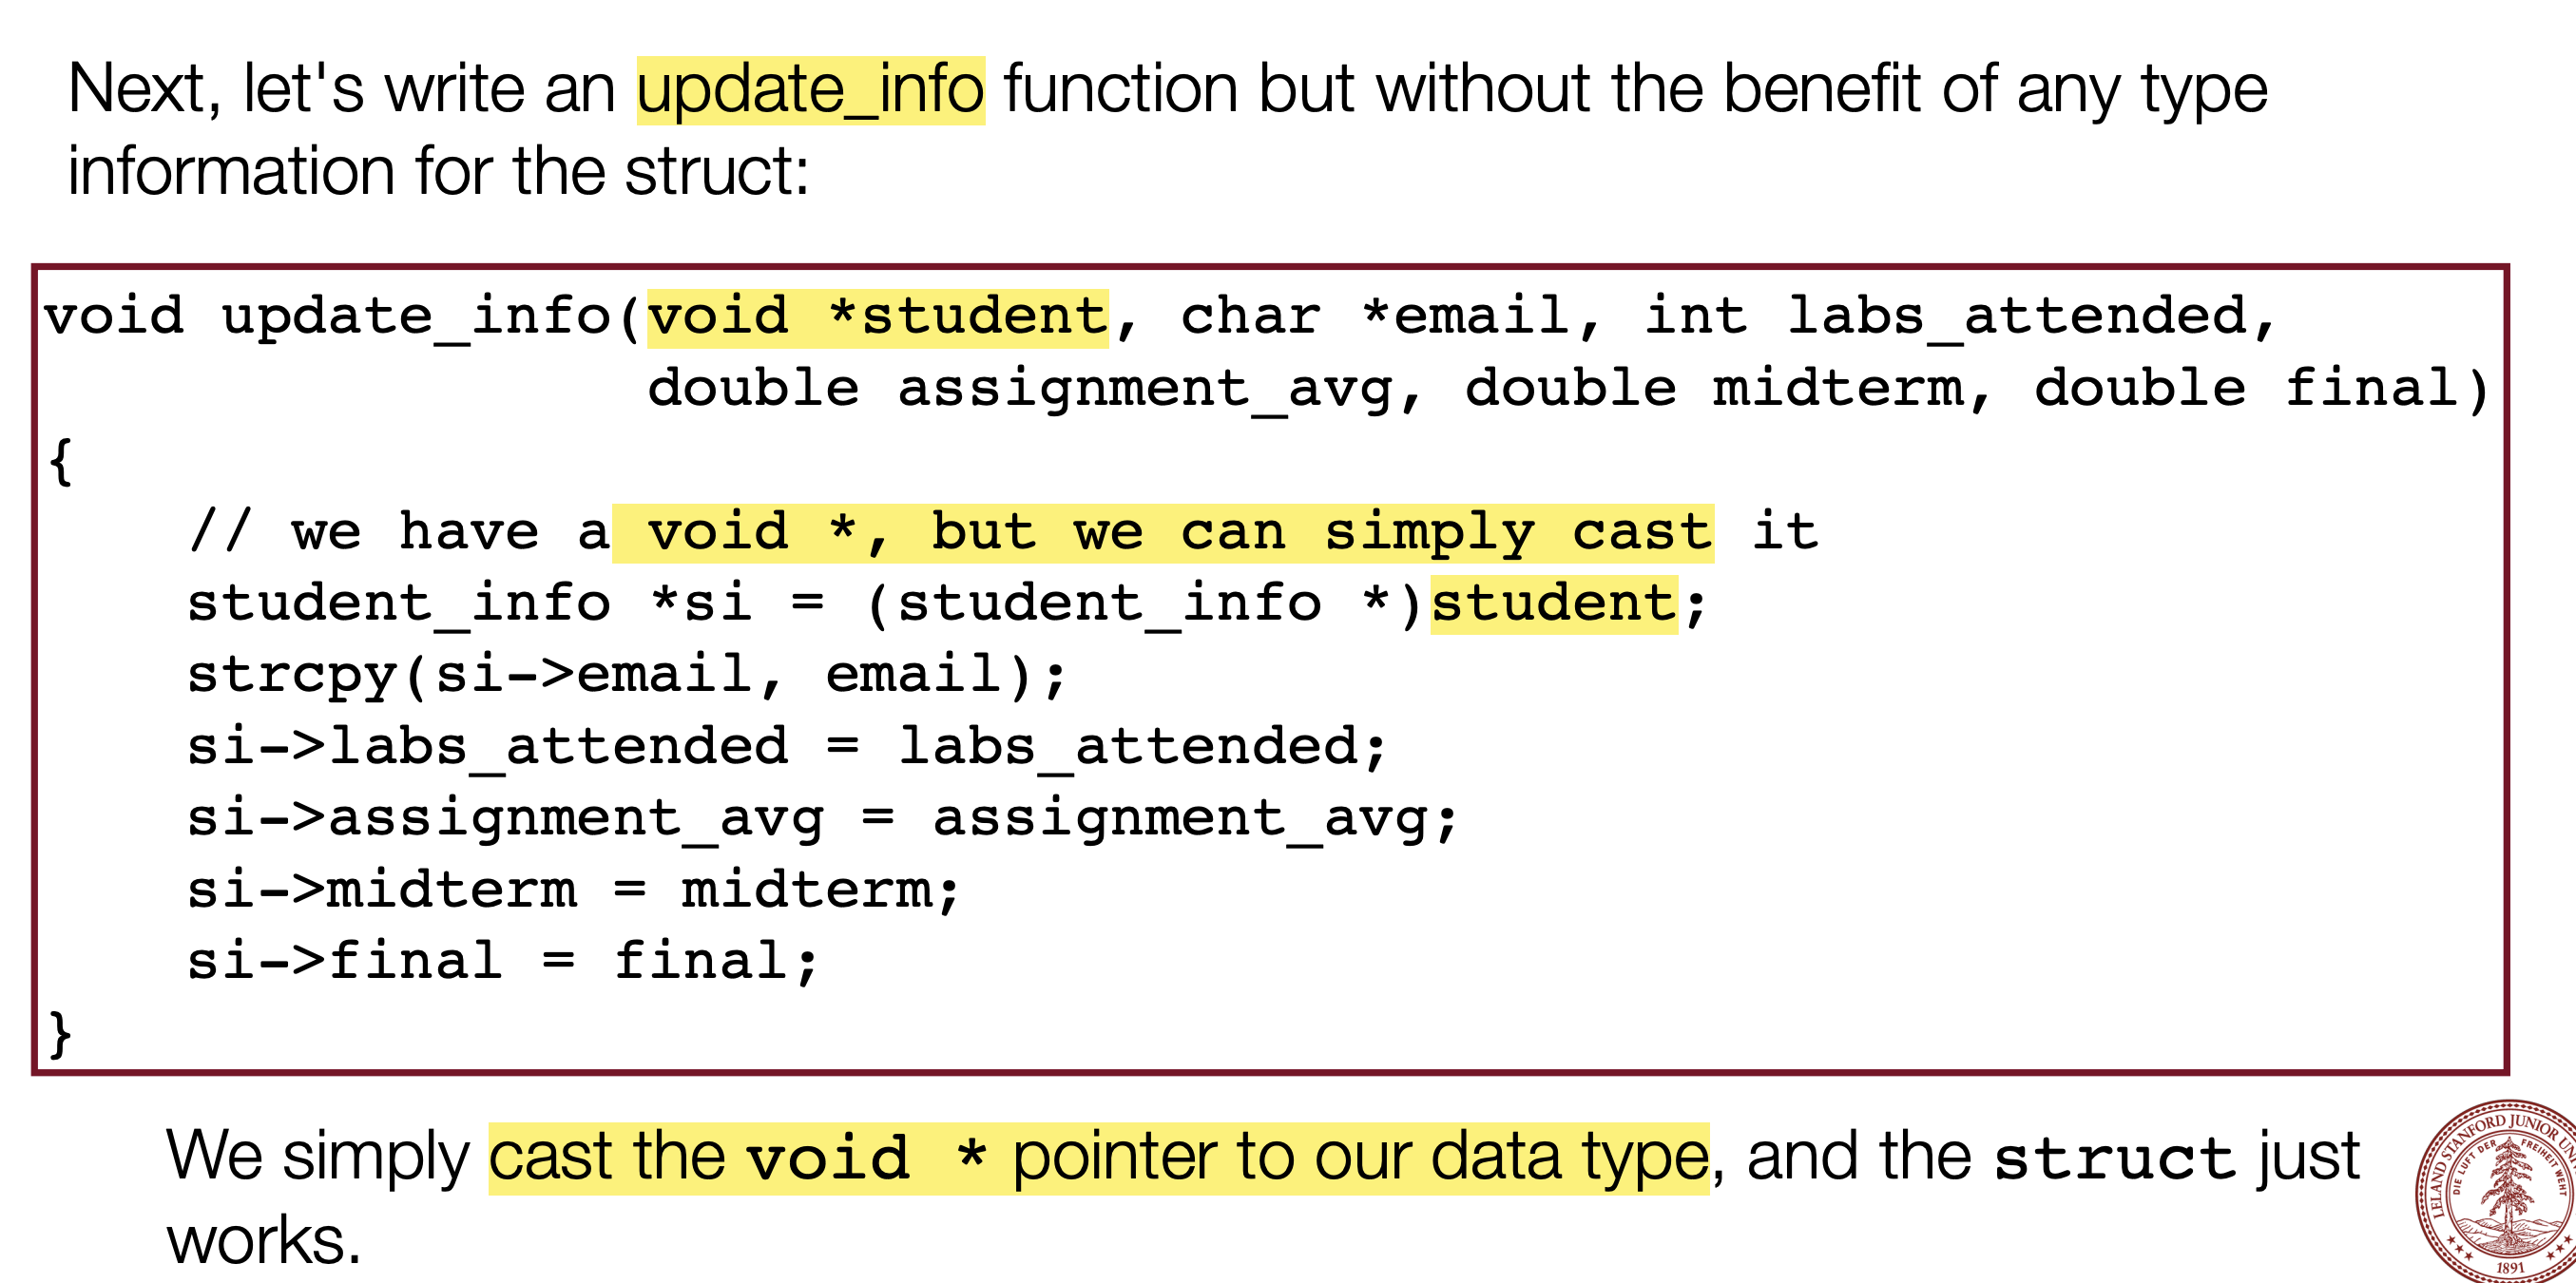 Next, let's write an update_info function but without the benefit of any type
information for the struct:
void update_info(void *student, char *email, int labs_attended,
                 double assignment_avg, double midterm, double final)
{
    // we have a void *, but we can simply cast it
    student_info *si = (student_info *)student;
    strcpy(si->email, email);
    si->labs_attended = labs_attended;
    si->assignment_avg = assignment_avg;
    si->midterm = midterm;
    si->final = final;
}
We simply cast the void * pointer to our data type, and the struct just
works.
LELAND STANFORD JUNIOR UNI
DIE LUFT DER FREIHEIT WEHT
1891